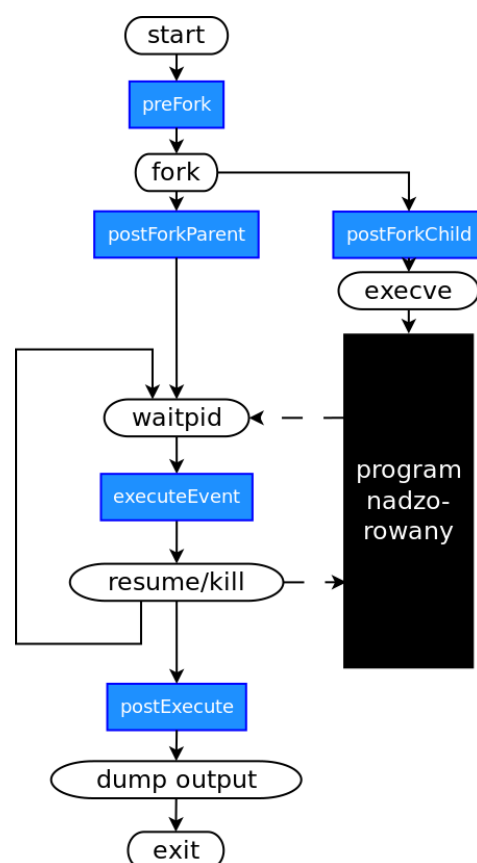 start
preFork
fork
postForkParent
postForkChild
execve
waitpid
executeEvent
program
nadzo-
rowany
resume/kill
postExecute
dump output
exit